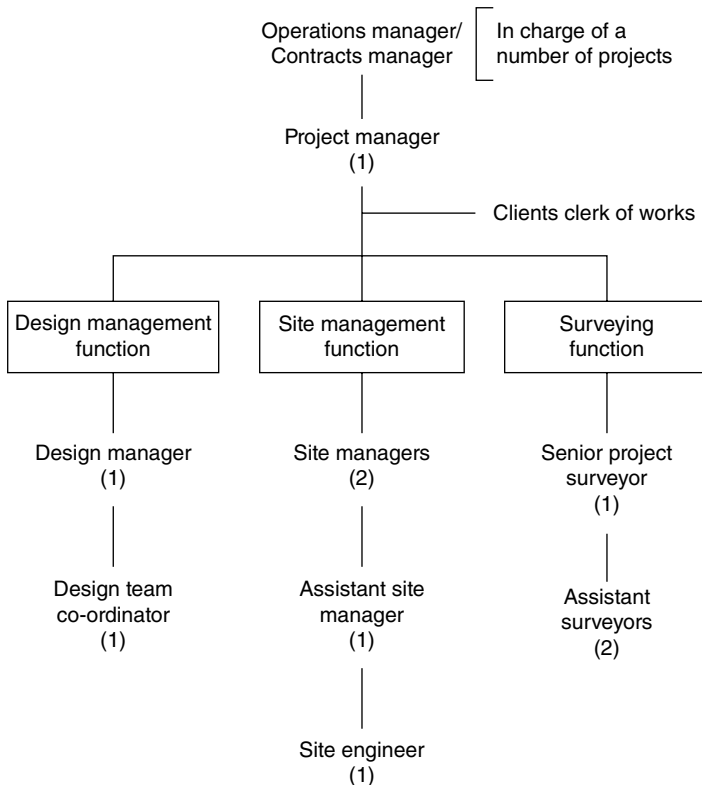 Operations manager/
Contracts manager
In charge of a
number of projects
Project manager
(1)
Clients clerk of works
Design management
function
Site management
function
Surveying
function
Design manager
(1)
Site managers
(2)
Senior project
surveyor
(1)
Design team
co-ordinator
(1)
Assistant site
manager
(1)
Assistant
surveyors
(2)
Site engineer
(1)